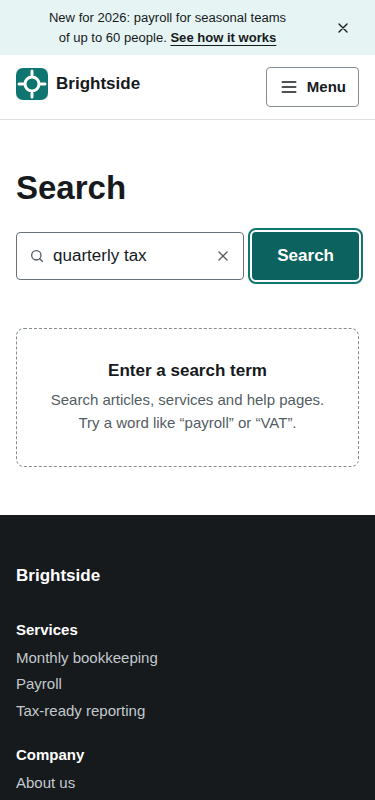 New for 2026: payroll for seasonal teams
of up to 60 people. See how it works
Brightside
Menu
Search
quarterly tax
Search
Enter a search term
Search articles, services and help pages.
Try a word like “payroll” or “VAT”.
Brightside
Services
Monthly bookkeeping
Payroll
Tax-ready reporting
Company
About us